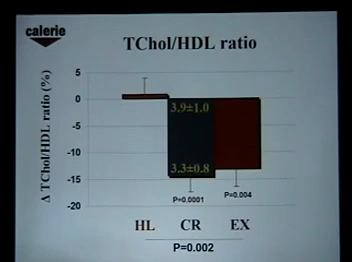 calerie
TChol/HDL ratio
Δ TChol/HDL ratio (%)
5
0
-5
-10
-15
-20
3.9±1.0
3.3±0.8
P=0.0001
P=0.004
HL CR EX
P=0.002